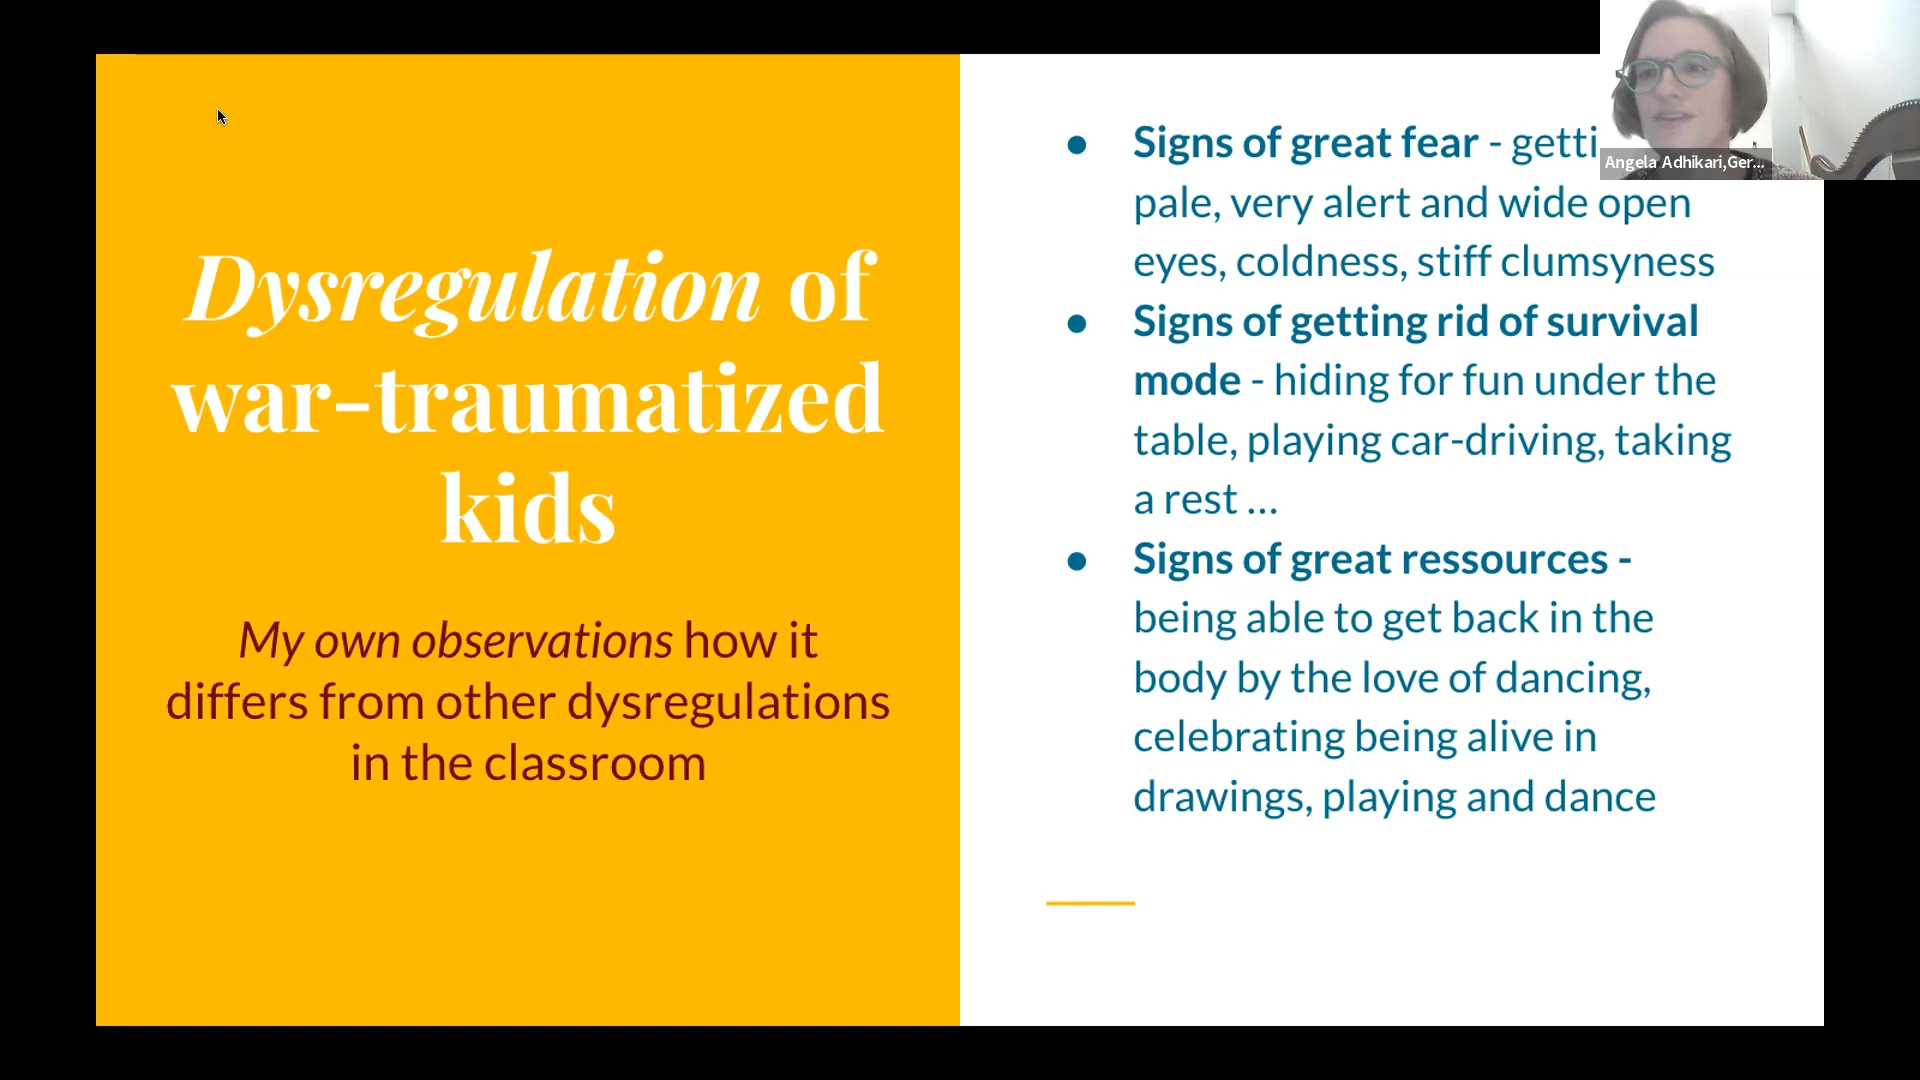 Dysregulation of
war-traumatized
kids
My own observations how it
differs from other dysregulations
in the classroom
● Signs of great fear - getti
pale, very alert and wide open
eyes, coldness, stiff clumsyness
● Signs of getting rid of survival
mode - hiding for fun under the
table, playing car-driving, taking
a rest ...
● Signs of great ressources -
being able to get back in the
body by the love of dancing,
celebrating being alive in
drawings, playing and dance
Angela Adhikari,Ger...